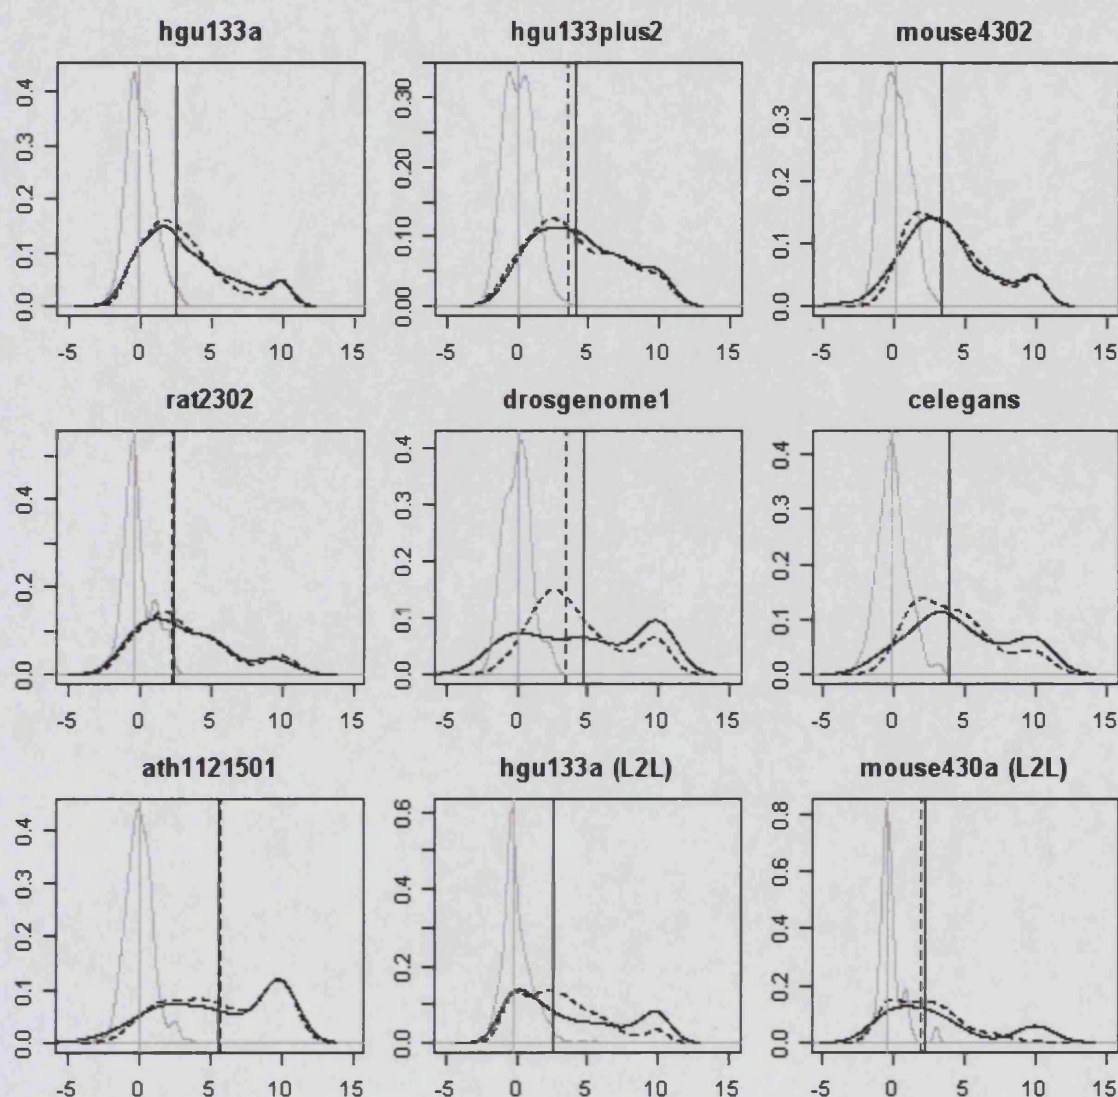 hgu133a
0.0 0.1 0.2 0.3 0.4
-5 0 5 10 15
hgu133plus2
0.00 0.10 0.20 0.30
-5 0 5 10 15
mouse4302
0.0 0.1 0.2 0.3
-5 0 5 10 15
rat2302
0.0 0.1 0.2 0.4
-5 0 5 10 15
drosgenome1
0.0 0.1 0.2 0.3 0.4
-5 0 5 10 15
celegans
0.0 0.1 0.2 0.3 0.4
-5 0 5 10 15
ath1121501
0.0 0.1 0.2 0.3 0.4
-5 0 5 10 15
hgu133a (L2L)
0.0 0.2 0.4 0.6
-5 0 5 10 15
mouse430a (L2L)
0.0 0.2 0.4 0.6 0.8
-5 0 5 10 15